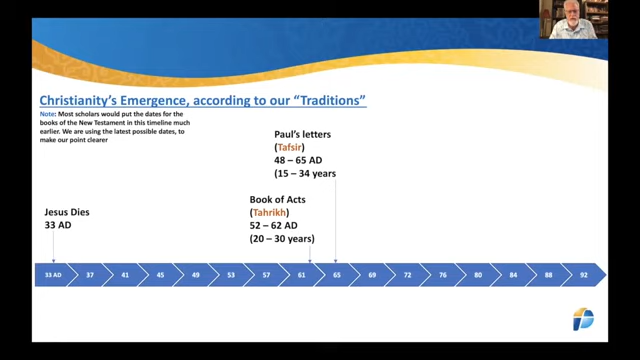 Christianity's Emergence, according to our "Traditions"
Note: Most scholars would put the dates for the
books of the New Testament in this timeline much
earlier. We are using the latest possible dates, to
make our point clearer
Paul's letters
(Tafsir)
48 – 65 AD
(15 – 34 years
Book of Acts
(Tahrikh)
52 – 62 AD
(20 – 30 years)
Jesus Dies
33 AD
33 AD 37 41 45 49 53 57 61 65 69 72 76 80 84 88 92